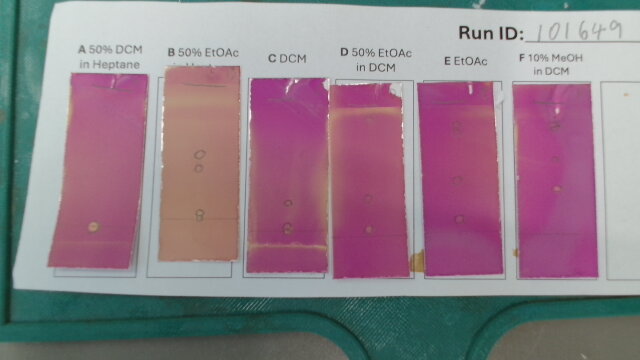 Run ID: 101649
A 50% DCM
in Heptane
B 50% EtOAc
C DCM
D 50% EtOAc
in DCM
E EtOAc
F 10% MeOH
in DCM